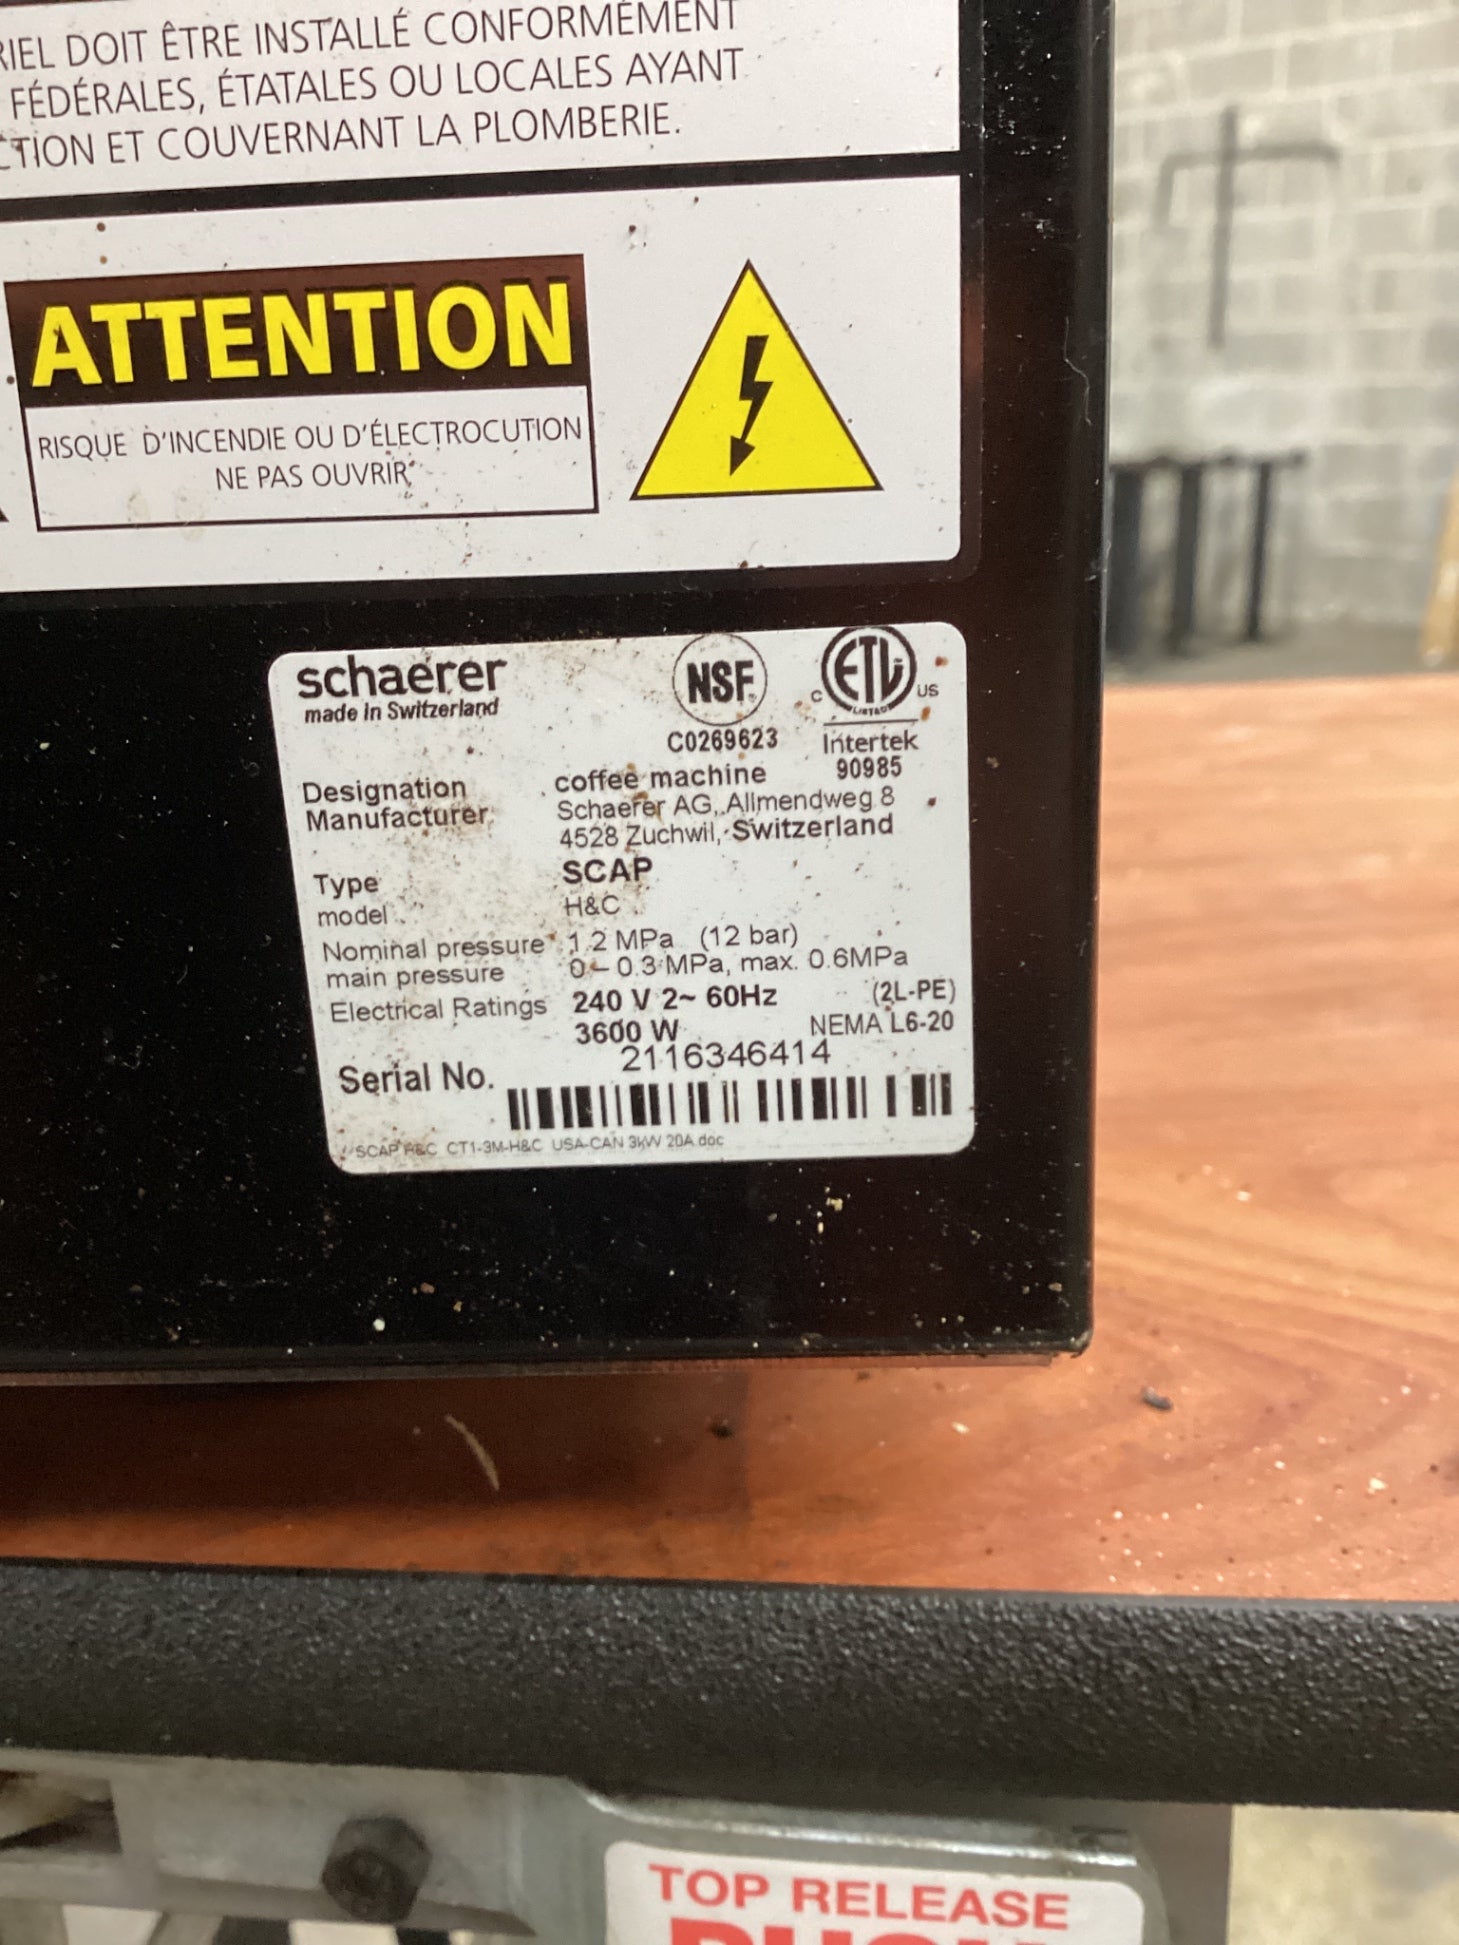 RIEL DOIT ÊTRE INSTALLÉ CONFORMÉMENT
FÉDÉRALES, ÉTATALES OU LOCALES AYANT
CTION ET COUVERNANT LA PLOMBERIE.
ATTENTION
RISQUE D'INCENDIE OU D'ÉLECTROCUTION
NE PAS OUVRIR
schaerer
made in Switzerland
NSF
C0269623
C ETL US
LISTED
Intertek
90985
Designation coffee machine
Manufacturer Schaerer AG, Allmendweg 8
4528 Zuchwil, Switzerland
Type SCAP
model H&C
Nominal pressure 1.2 MPa (12 bar)
main pressure 0 – 0.3 MPa, max. 0.6MPa
Electrical Ratings 240 V 2~ 60Hz (2L-PE)
3600 W NEMA L6-20
Serial No. 2116346414
SCAP H&C CT1-3M-H&C USA-CAN 3kW 20A.doc
TOP RELEASE
PUSH